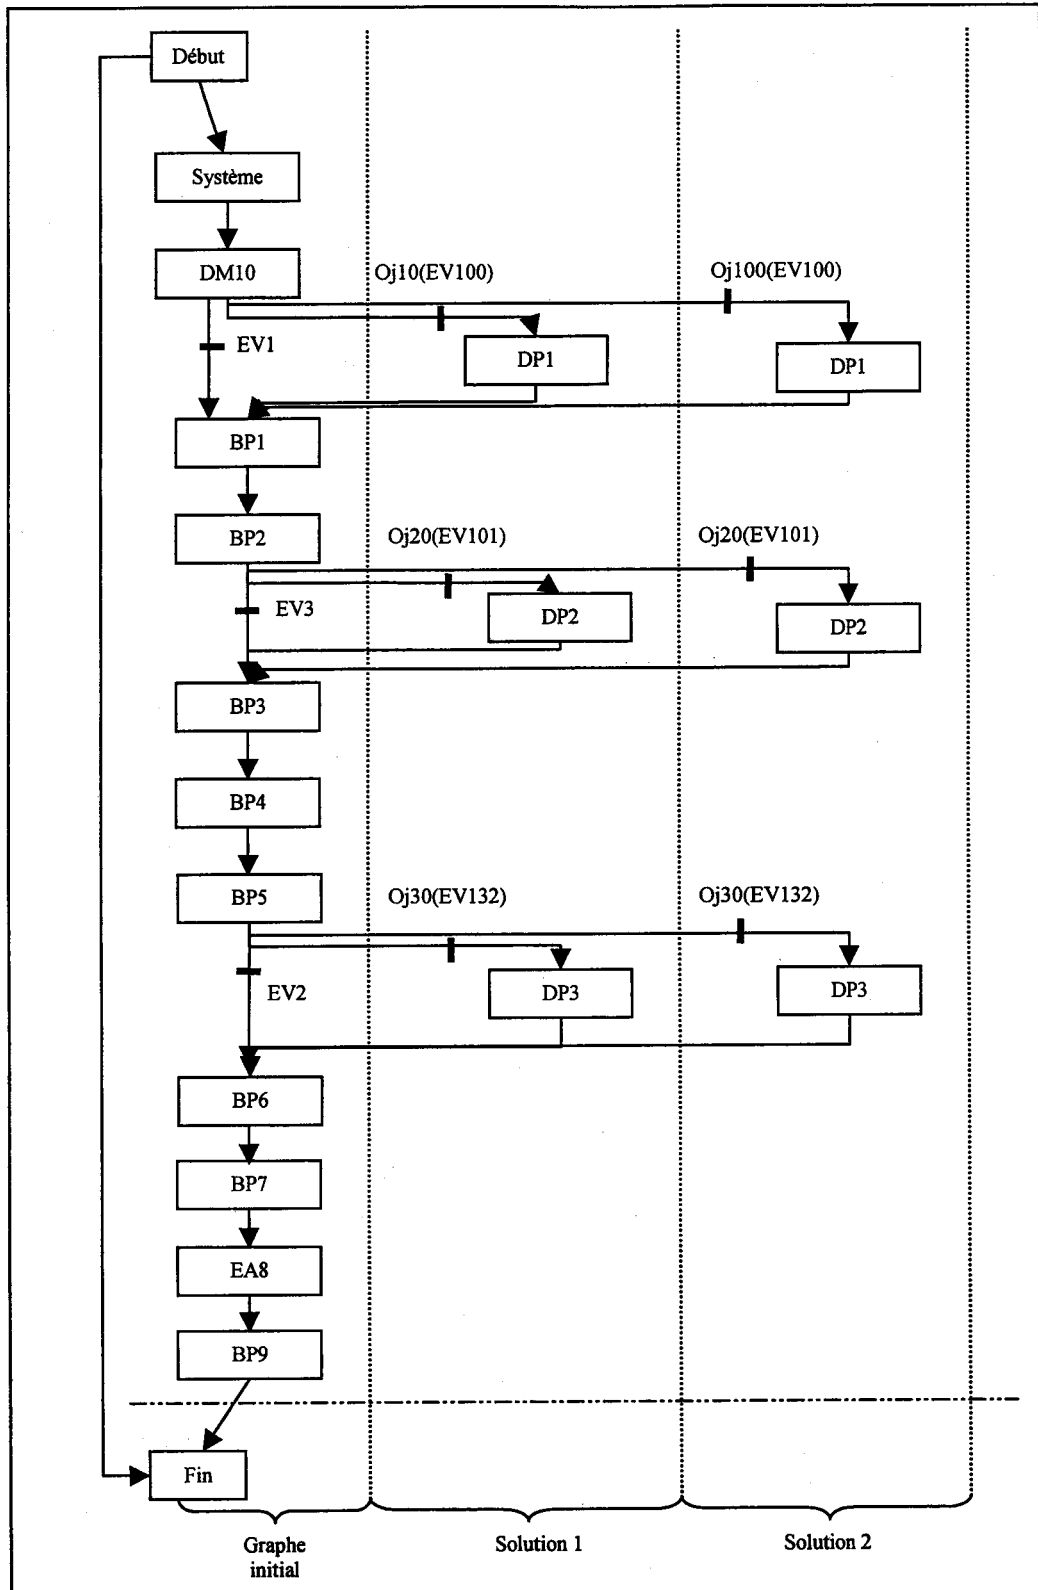 Début
Système
DM10
Oj10(EV100)
Oj100(EV100)
EV1
DP1
DP1
BP1
BP2
Oj20(EV101)
Oj20(EV101)
EV3
DP2
DP2
BP3
BP4
BP5
Oj30(EV132)
Oj30(EV132)
EV2
DP3
DP3
BP6
BP7
EA8
BP9
Fin
Graphe
initial
Solution 1
Solution 2